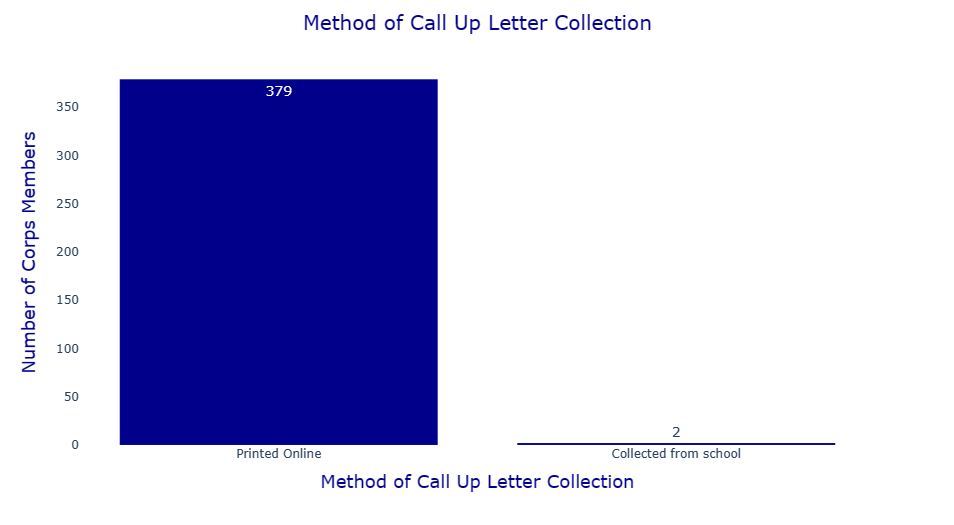 Method of Call Up Letter Collection
Number of Corps Members
350
300
250
200
150
100
50
0
379
2
Printed Online
Collected from school
Method of Call Up Letter Collection